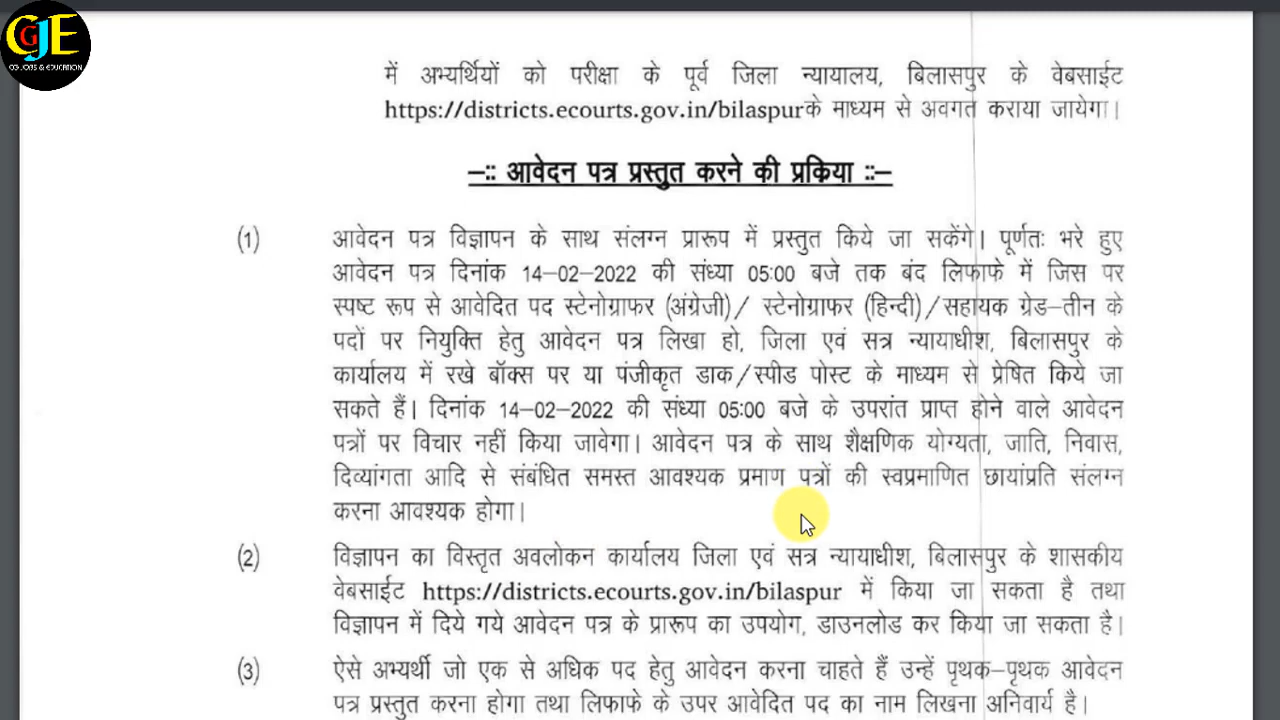 CGJE
CG JOBS & EDUCATION
में अभ्यर्थियों को परीक्षा के पूर्व जिला न्यायालय, बिलासपुर के वेबसाईट
https://districts.ecourts.gov.in/bilaspurके माध्यम से अवगत कराया जायेगा।
—:: आवेदन पत्र प्रस्तुत करने की प्रकिया ::—
(1) आवेदन पत्र विज्ञापन के साथ संलग्न प्रारूप में प्रस्तुत किये जा सकेंगे। पूर्णतः भरे हुए
आवेदन पत्र दिनांक 14–02–2022 की संध्या 05:00 बजे तक बंद लिफाफे में जिस पर
स्पष्ट रूप से आवेदित पद स्टेनोग्राफर (अंग्रेजी)/ स्टेनोग्राफर (हिन्दी)/सहायक ग्रेड–तीन के
पदों पर नियुक्ति हेतु आवेदन पत्र लिखा हो, जिला एवं सत्र न्यायाधीश, बिलासपुर के
कार्यालय में रखे बॉक्स पर या पंजीकृत डाक/स्पीड पोस्ट के माध्यम से प्रेषित किये जा
सकते हैं। दिनांक 14–02–2022 की संध्या 05:00 बजे के उपरांत प्राप्त होने वाले आवेदन
पत्रों पर विचार नहीं किया जावेगा। आवेदन पत्र के साथ शैक्षणिक योग्यता, जाति, निवास,
दिव्यांगता आदि से संबंधित समस्त आवश्यक प्रमाण पत्रों की स्वप्रमाणित छायांप्रति संलग्न
करना आवश्यक होगा।
(2) विज्ञापन का विस्तृत अवलोकन कार्यालय जिला एवं सत्र न्यायाधीश, बिलासपुर के शासकीय
वेबसाईट https://districts.ecourts.gov.in/bilaspur में किया जा सकता है तथा
विज्ञापन में दिये गये आवेदन पत्र के प्रारूप का उपयोग, डाउनलोड कर किया जा सकता है।
(3) ऐसे अभ्यर्थी जो एक से अधिक पद हेतु आवेदन करना चाहते हैं उन्हें पृथक–पृथक आवेदन
पत्र प्रस्तुत करना होगा तथा लिफाफे के उपर आवेदित पद का नाम लिखना अनिवार्य है।